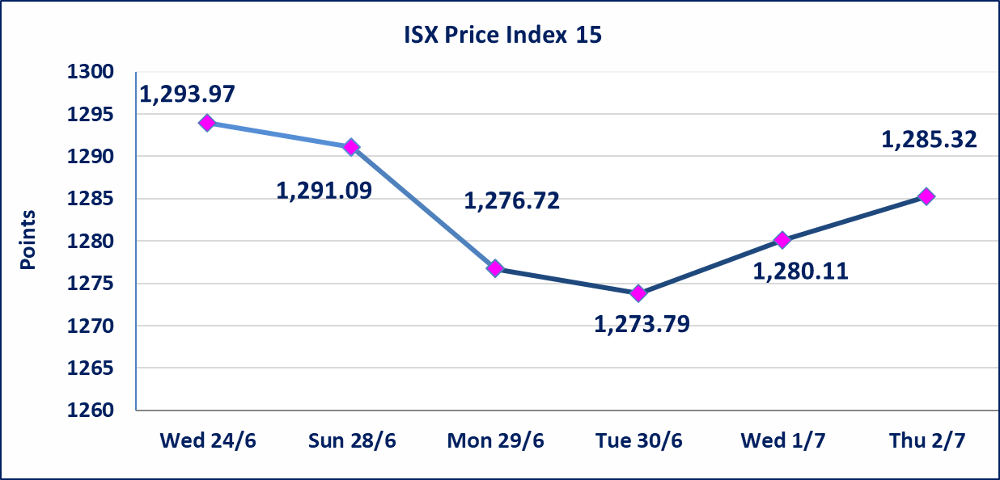 ISX Price Index 15
Points
1300
1295
1290
1285
1280
1275
1270
1265
1260
1,293.97
1,291.09
1,276.72
1,273.79
1,280.11
1,285.32
Wed 24/6
Sun 28/6
Mon 29/6
Tue 30/6
Wed 1/7
Thu 2/7